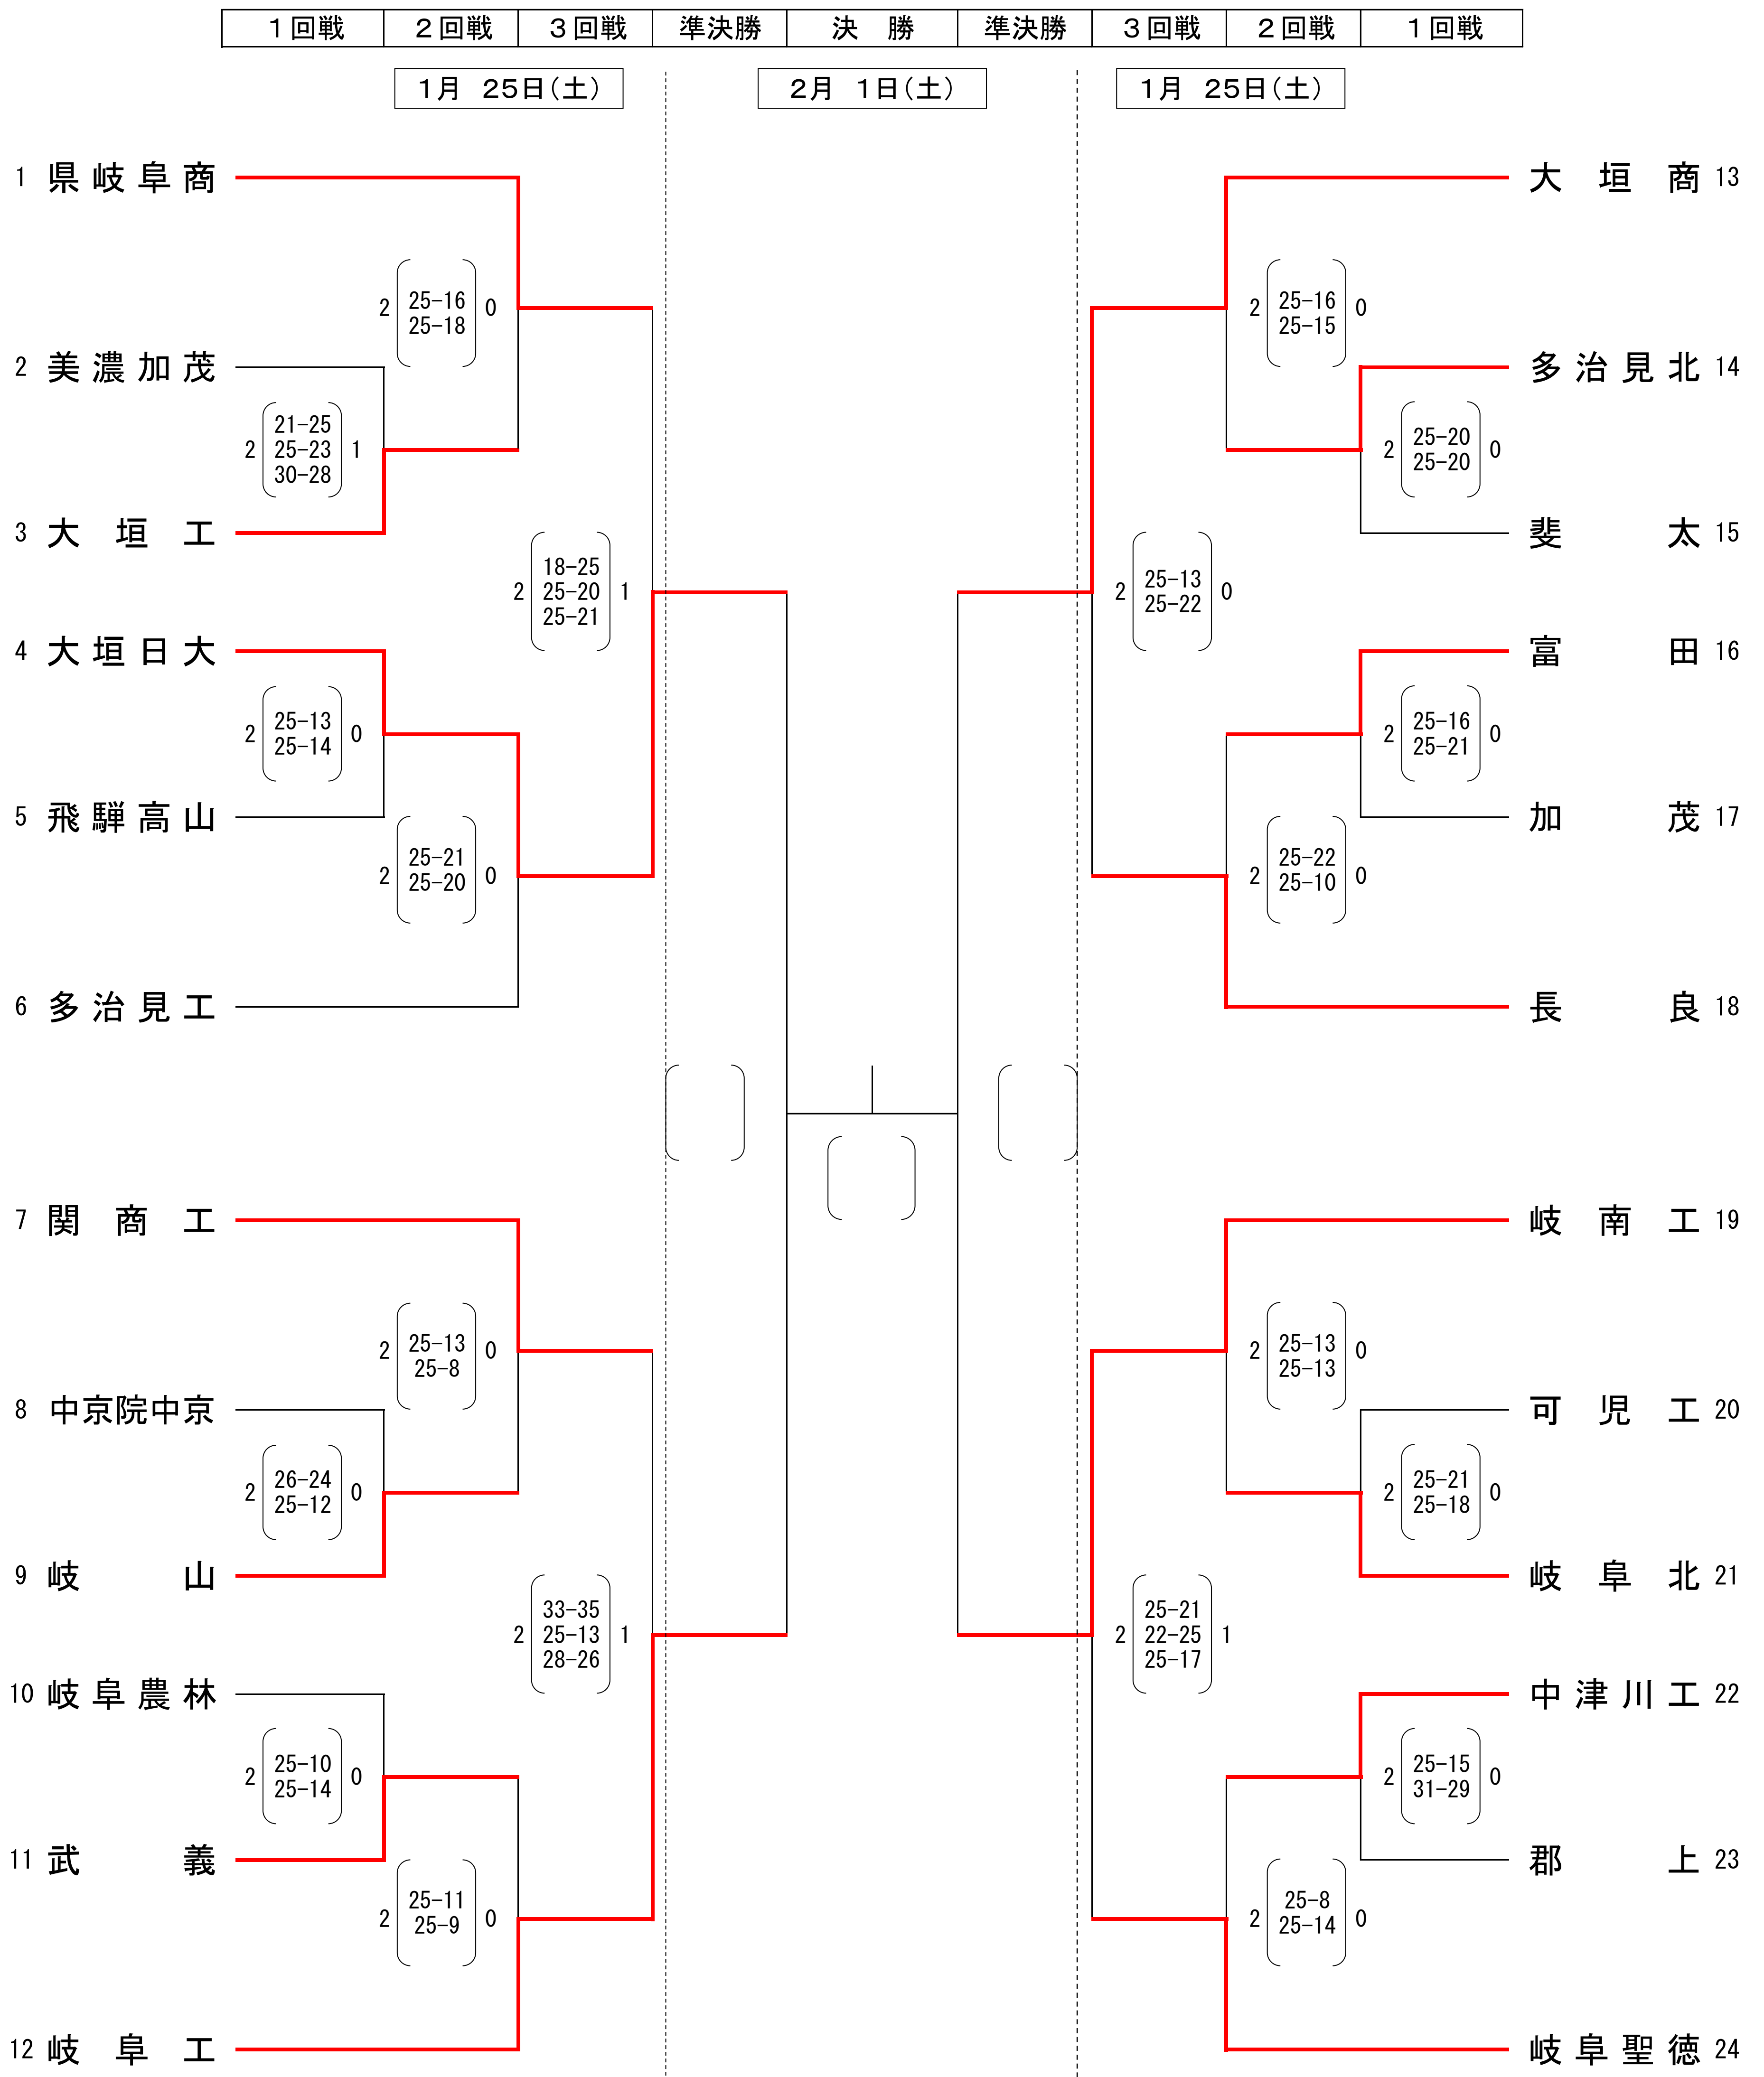 １回戦 ２回戦 ３回戦 準決勝 決　勝 準決勝 ３回戦 ２回戦 １回戦
１月　２５日（土） ２月　１日（土） １月　２５日（土）
1 県岐阜商 大垣商 13
2 25-16 0 2 25-16 0
25-18 25-15
2 美濃加茂 多治見北 14
21-25
2 25-23 1 2 25-20 0
30-28 25-20
3 大垣工 斐太 15
18-25 25-13
2 25-20 1 2 25-22 0
25-21
4 大垣日大 富田 16
2 25-13 0 2 25-16 0
25-14 25-21
5 飛騨高山 加茂 17
2 25-21 0 2 25-22 0
25-20 25-10
6 多治見工 長良 18
7 関商工 岐南工 19
2 25-13 0 2 25-13 0
25-8 25-13
8 中京院中京 可児工 20
2 26-24 0 2 25-21 0
25-12 25-18
9 岐山 岐阜北 21
33-35 25-21
2 25-13 1 2 22-25 1
28-26 25-17
10 岐阜農林 中津川工 22
2 25-10 0 2 25-15 0
25-14 31-29
11 武義 郡上 23
2 25-11 0 2 25-8 0
25-9 25-14
12 岐阜工 岐阜聖徳 24